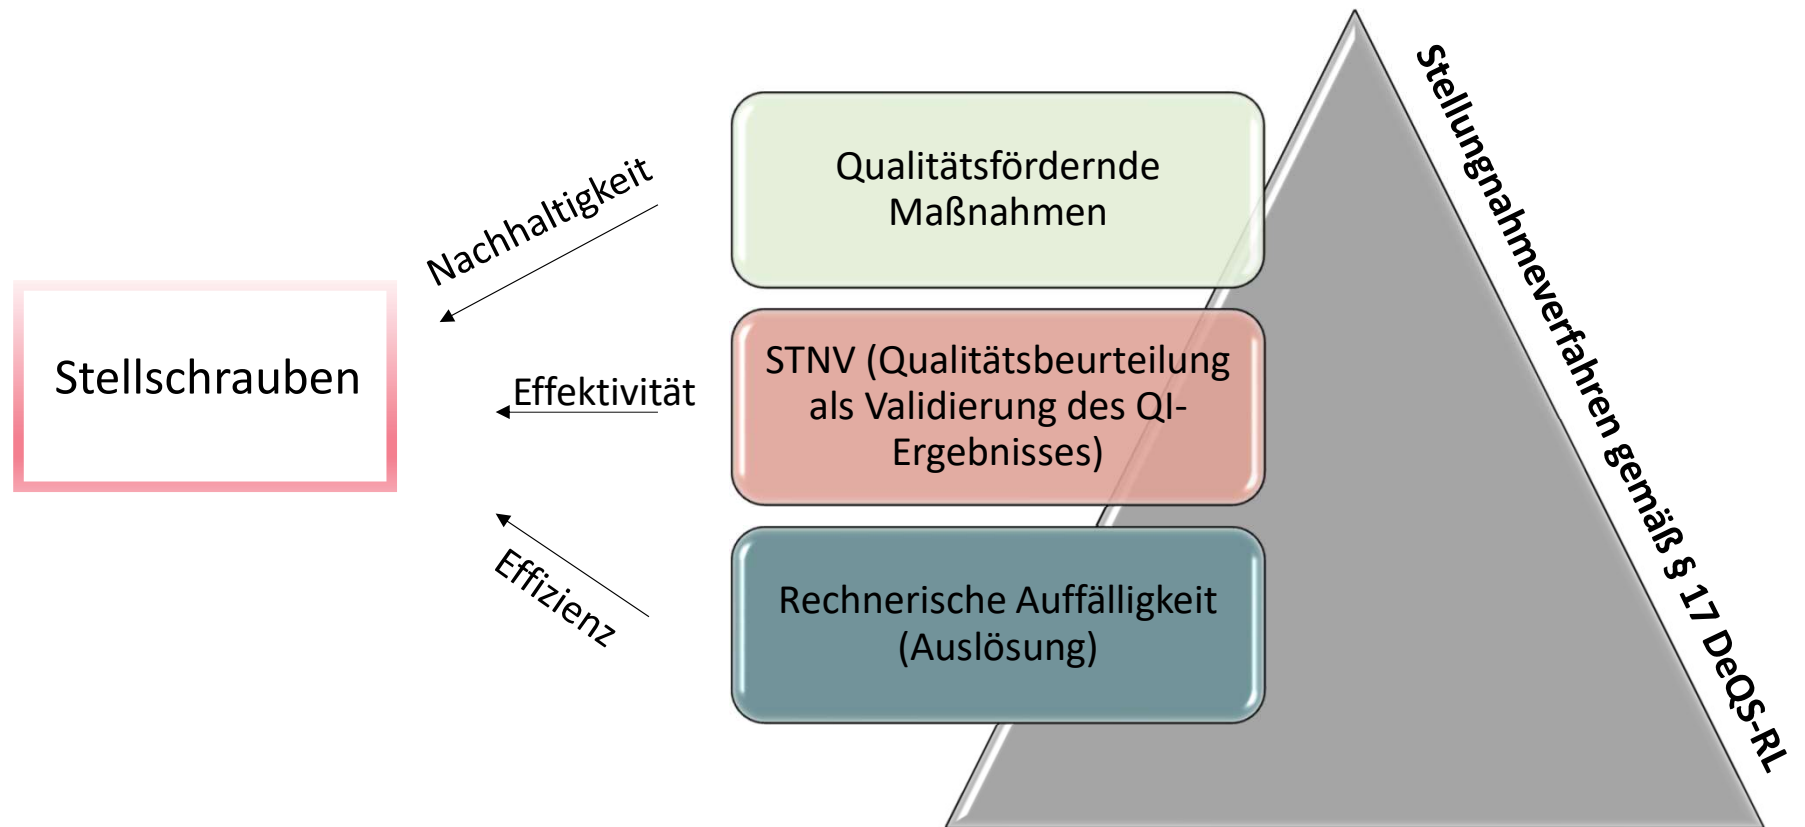 Stellschrauben
Nachhaltigkeit
Effektivität
Effizienz
Qualitätsfördernde
Maßnahmen
STNV (Qualitätsbeurteilung
als Validierung des QI-
Ergebnisses)
Rechnerische Auffälligkeit
(Auslösung)
Stellungnahmeverfahren gemäß § 17 DeQS-RL